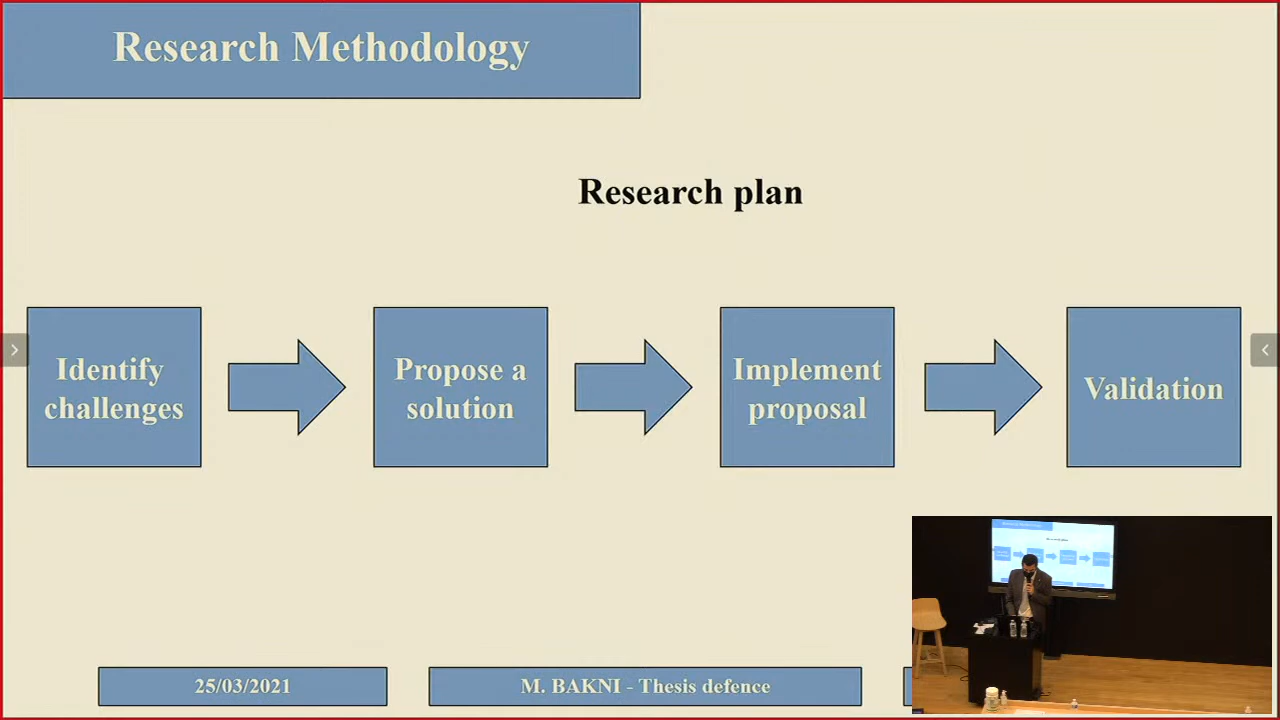 Research Methodology
Research plan
Identify
challenges
Propose a
solution
Implement
proposal
Validation
25/03/2021
M. BAKNI - Thesis defence